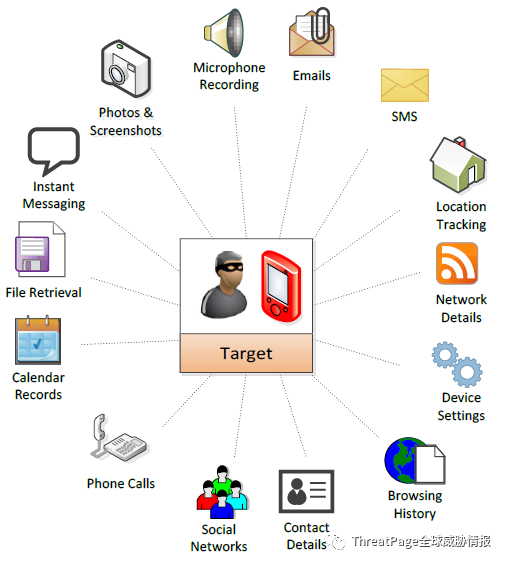 Microphone
Recording
Emails
SMS
Photos &
Screenshots
Location
Tracking
Instant
Messaging
Network
Details
File Retrieval
Target
Device
Settings
Calendar
Records
Browsing
History
Phone Calls
Social
Networks
Contact
Details
ThreatPage全球威胁情报